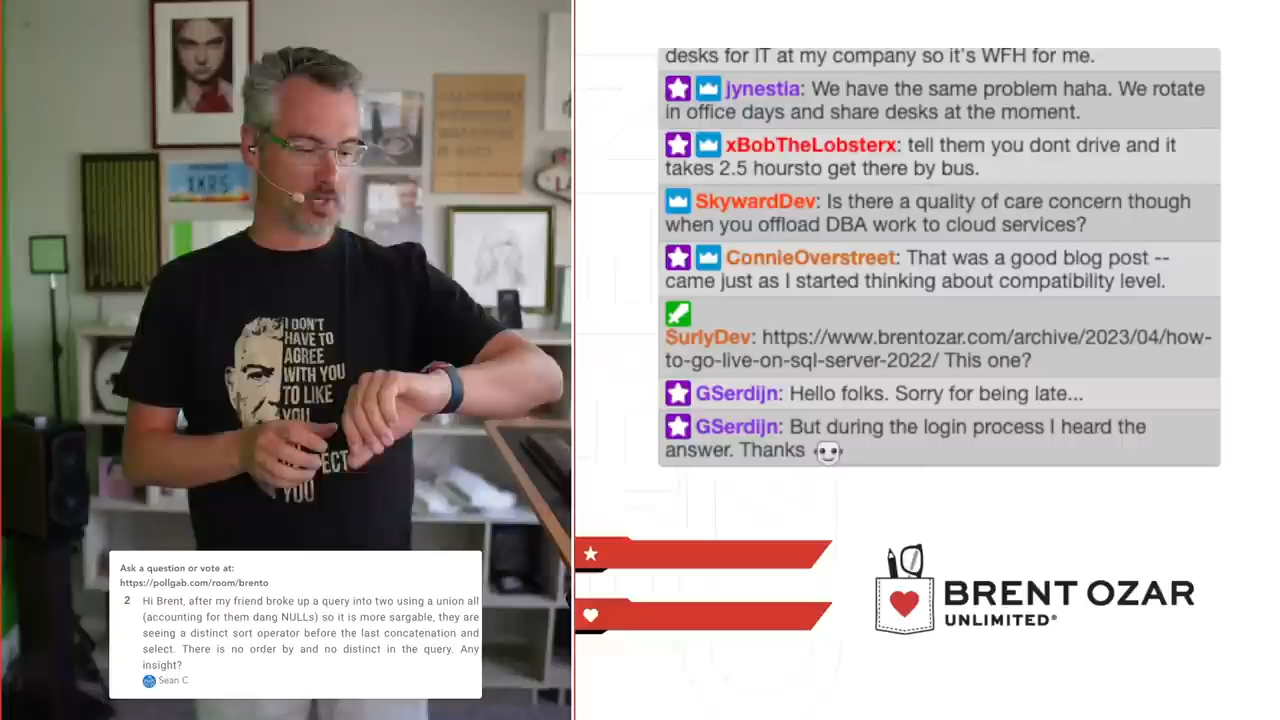 1KRS
I DON'T
HAVE TO
AGREE
WITH YOU
TO LIKE
YOU
YOU
Ask a question or vote at:
https://pollgab.com/room/brento
2 Hi Brent, after my friend broke up a query into two using a union all
(accounting for them dang NULLs) so it is more sargable, they are
seeing a distinct sort operator before the last concatenation and
select. There is no order by and no distinct in the query. Any
insight?
Sean C
desks for IT at my company so it's WFH for me.
jynestia: We have the same problem haha. We rotate
in office days and share desks at the moment.
xBobTheLobsterx: tell them you dont drive and it
takes 2.5 hoursto get there by bus.
SkywardDev: Is there a quality of care concern though
when you offload DBA work to cloud services?
ConnieOverstreet: That was a good blog post --
came just as I started thinking about compatibility level.
SurlyDev: https://www.brentozar.com/archive/2023/04/how-
to-go-live-on-sql-server-2022/ This one?
GSerdijn: Hello folks. Sorry for being late...
GSerdijn: But during the login process I heard the
answer. Thanks
BRENT OZAR
UNLIMITED®